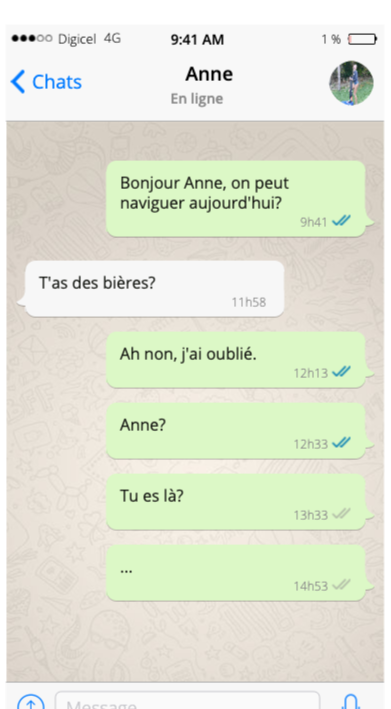 Digicel 4G 9:41 AM 1 %
Chats
Anne
En ligne
Bonjour Anne, on peut
naviguer aujourd'hui?
9h41
T'as des bières?
11h58
Ah non, j'ai oublié.
12h13
Anne?
12h33
Tu es là?
13h33
...
14h53
Message